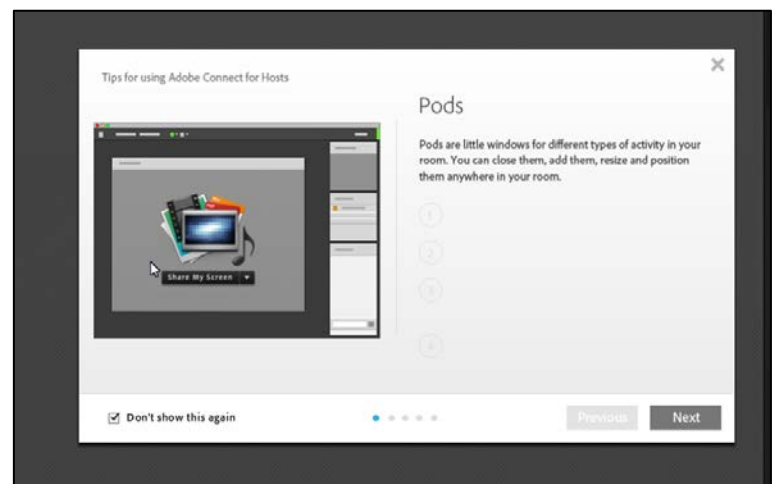 Tips for using Adobe Connect for Hosts
Pods
Pods are little windows for different types of activity in your
room. You can close them, add them, resize and position
them anywhere in your room.
1
2
3
4
Share My Screen
Don't show this again
Previous
Next